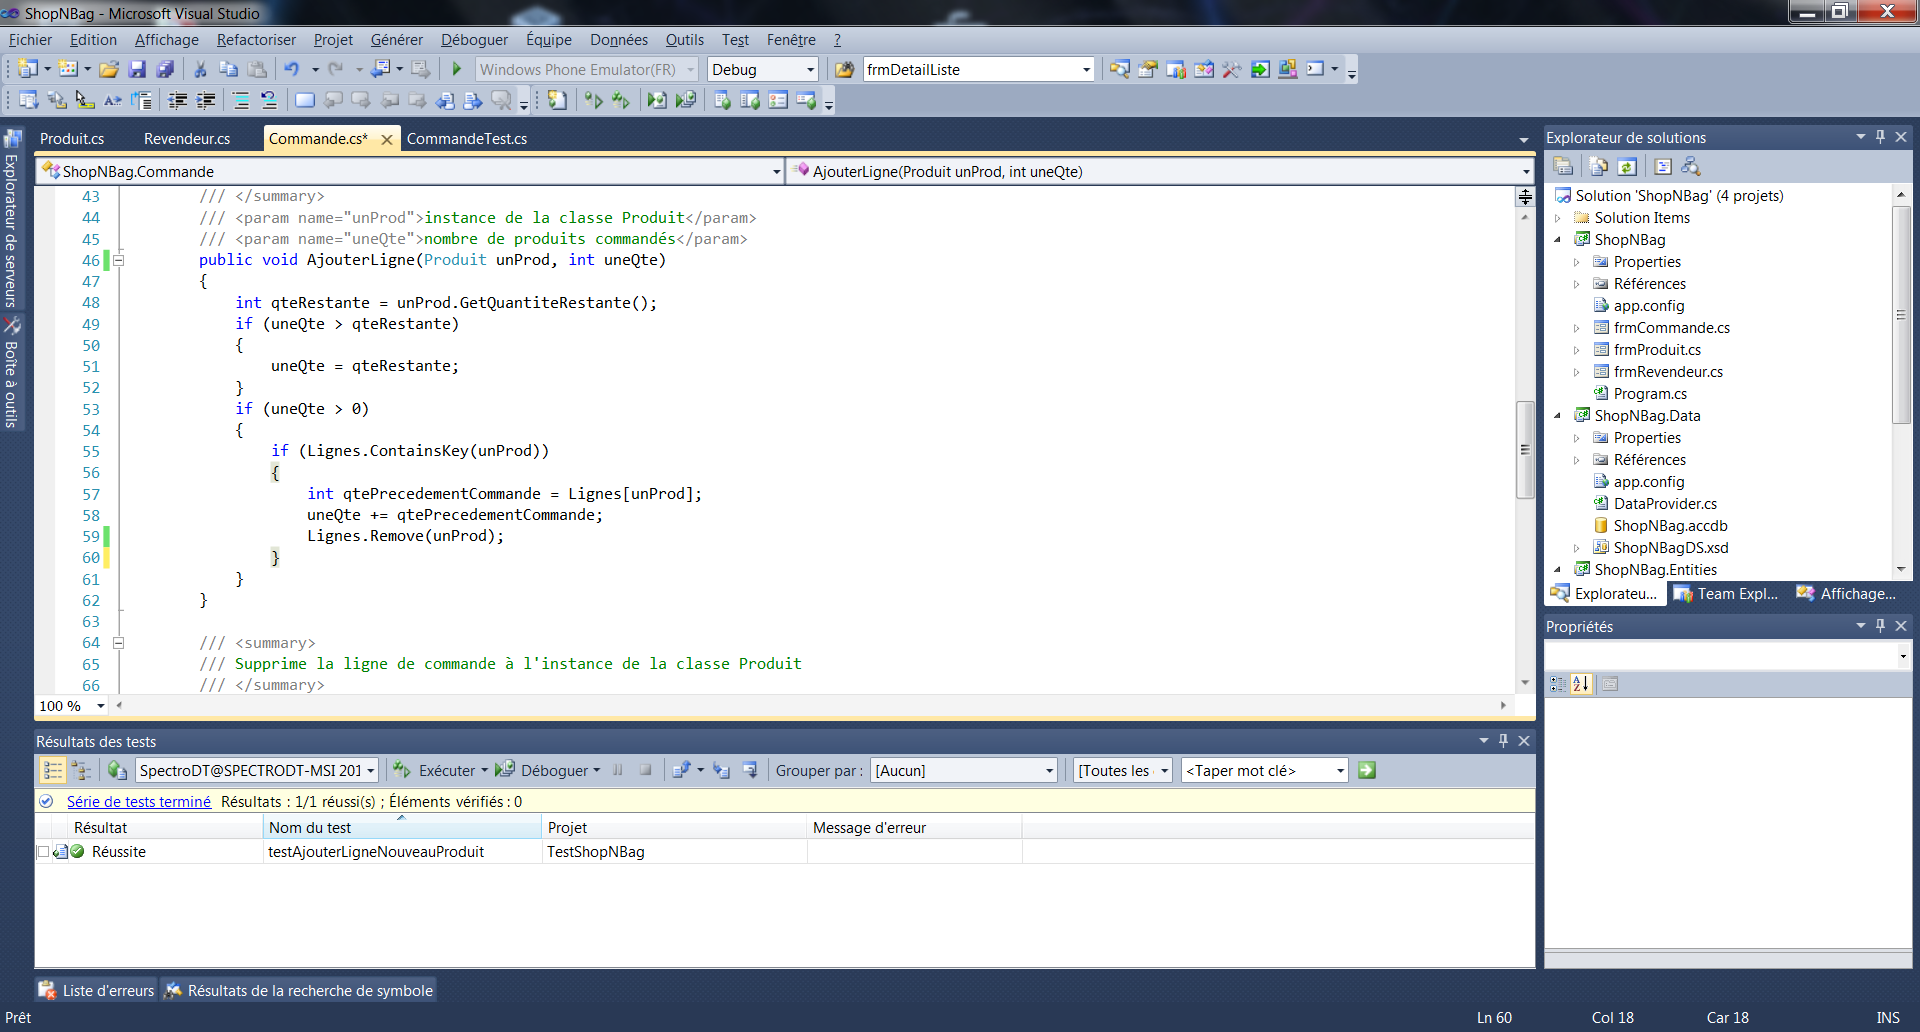 ShopNBag - Microsoft Visual Studio
Fichier Edition Affichage Refactoriser Projet Générer Déboguer Équipe Données Outils Test Fenêtre ?
Windows Phone Emulator(FR) Debug frmDetailListe
Produit.cs Revendeur.cs Commande.cs* CommandeTest.cs
ShopNBag.Commande AjouterLigne(Produit unProd, int uneQte)
43 /// </summary>
44 /// <param name="unProd">instance de la classe Produit</param>
45 /// <param name="uneQte">nombre de produits commandés</param>
46 public void AjouterLigne(Produit unProd, int uneQte)
47 {
48 int qteRestante = unProd.GetQuantiteRestante();
49 if (uneQte > qteRestante)
50 {
51 uneQte = qteRestante;
52 }
53 if (uneQte > 0)
54 {
55 if (Lignes.ContainsKey(unProd))
56 {
57 int qtePrecedementCommande = Lignes[unProd];
58 uneQte += qtePrecedementCommande;
59 Lignes.Remove(unProd);
60 }
61 }
62 }
63
64 /// <summary>
65 /// Supprime la ligne de commande à l'instance de la classe Produit
66 /// </summary>
100 %
Explorateur de serveurs
Boîte à outils
Explorateur de solutions
Solution 'ShopNBag' (4 projets)
Solution Items
ShopNBag
Properties
Références
app.config
frmCommande.cs
frmProduit.cs
frmRevendeur.cs
Program.cs
ShopNBag.Data
Properties
Références
app.config
DataProvider.cs
ShopNBag.accdb
ShopNBagDS.xsd
ShopNBag.Entities
Explorateu... Team Expl... Affichage...
Propriétés
Résultats des tests
SpectroDT@SPECTRODT-MSI 201 Exécuter Déboguer Grouper par : [Aucun] [Toutes les <Taper mot clé>
Série de tests terminé Résultats : 1/1 réussi(s) ; Éléments vérifiés : 0
Résultat Nom du test Projet Message d'erreur
Réussite testAjouterLigneNouveauProduit TestShopNBag
Liste d'erreurs Résultats de la recherche de symbole
Prêt Ln 60 Col 18 Car 18 INS